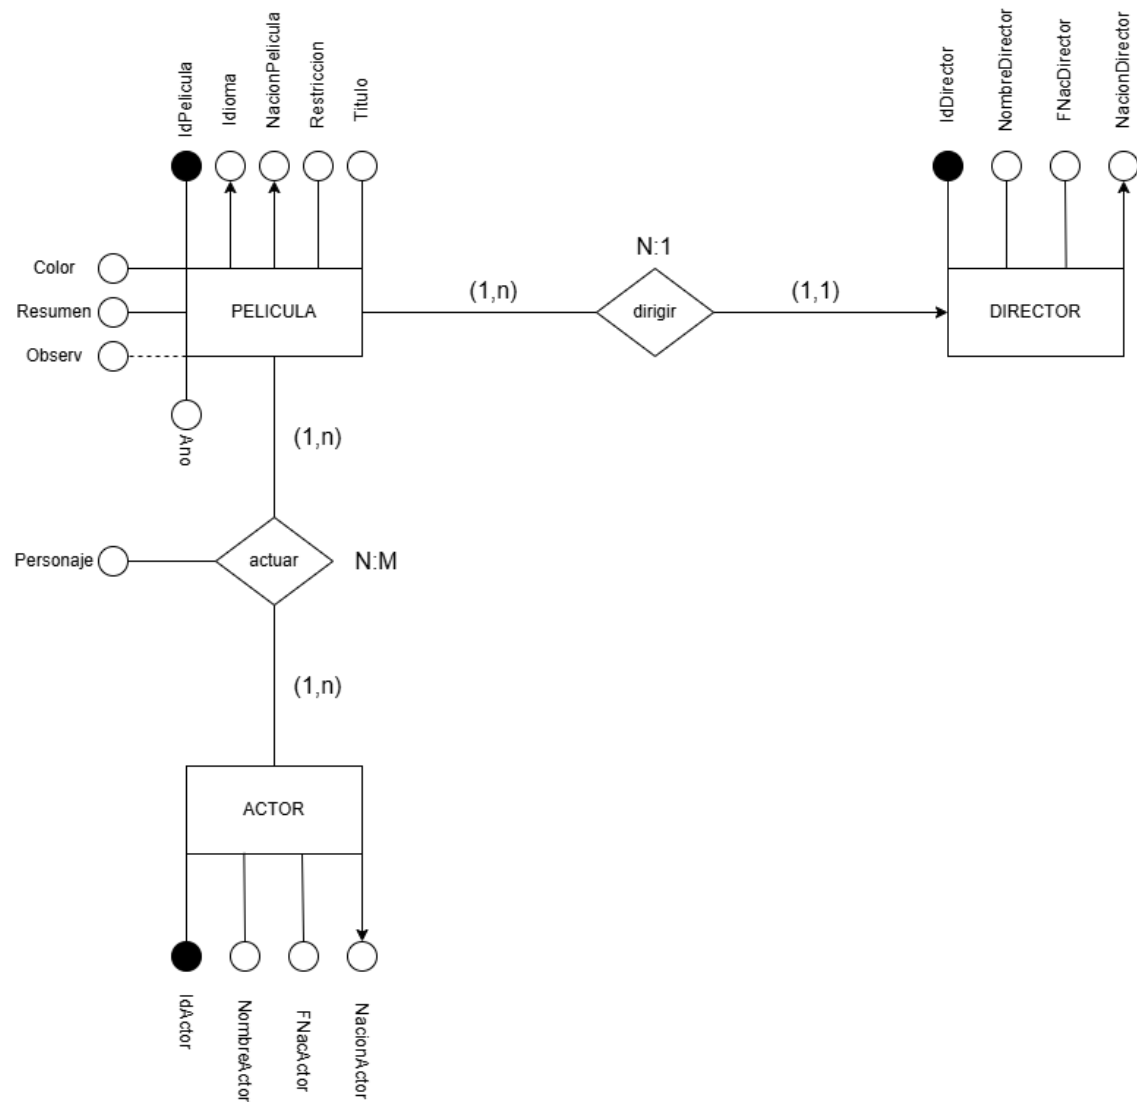 IdPelicula
Idioma
NacionPelicula
Restriccion
Titulo
IdDirector
NombreDirector
FNacDirector
NacionDirector
Color
Resumen
Observ
Ano
PELICULA
(1,n)
N:1
dirigir
(1,1)
DIRECTOR
(1,n)
Personaje
actuar
N:M
(1,n)
ACTOR
IdActor
NombreActor
FNacActor
NacionActor